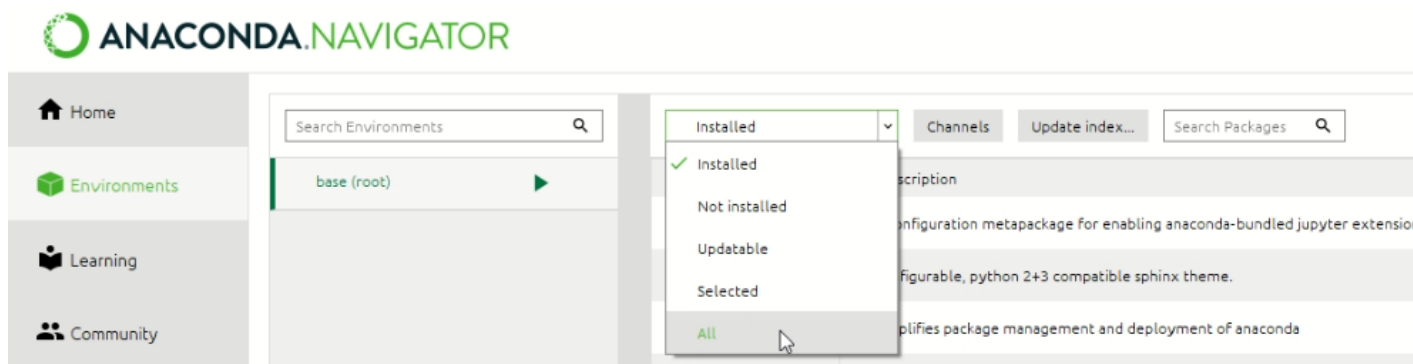 ANACONDA.NAVIGATOR
Home
Environments
Learning
Community
Search Environments
base (root)
Installed
Channels
Update index...
Search Packages
Installed
Not installed
Updatable
Selected
All
scription
nfiguration metapackage for enabling anaconda-bundled jupyter extensio
figurable, python 2+3 compatible sphinx theme.
plifies package management and deployment of anaconda